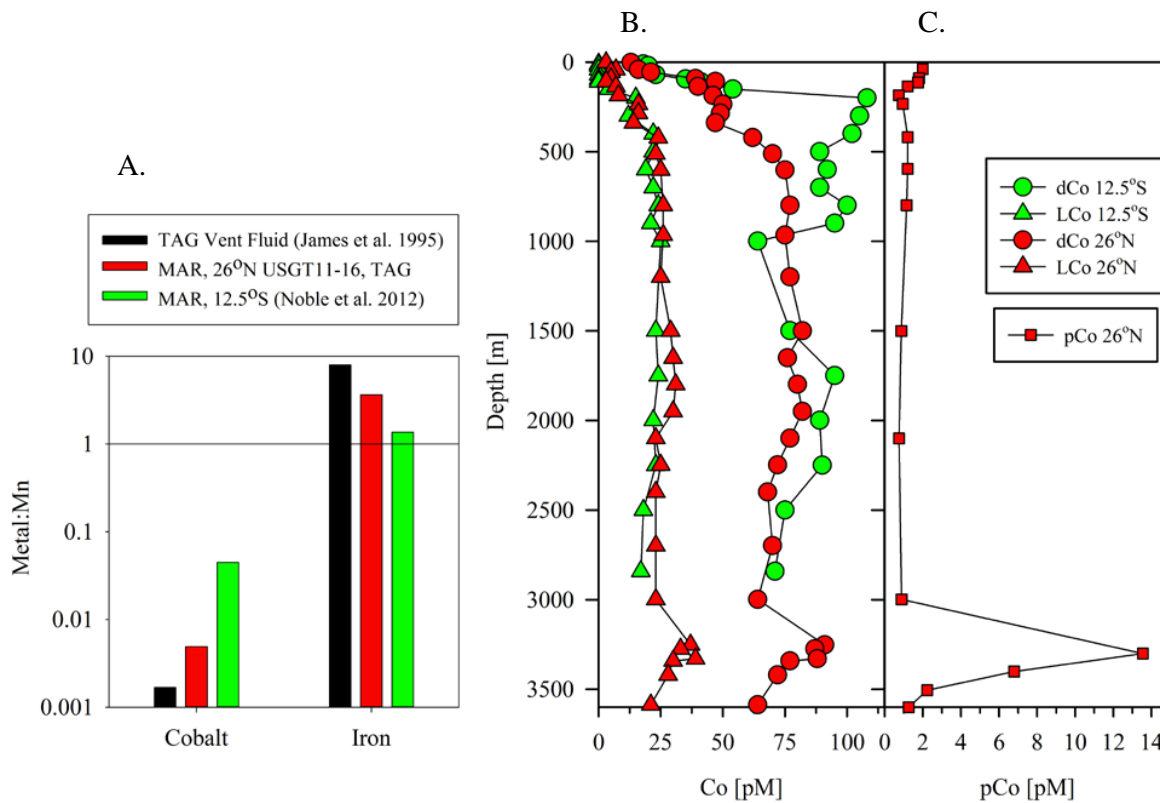 B.
C.
A.
TAG Vent Fluid (James et al. 1995)
MAR, 26°N USGT11-16, TAG
MAR, 12.5°S (Noble et al. 2012)
Metal:Mn
10
1
0.1
0.01
0.001
Cobalt
Iron
Depth [m]
0
500
1000
1500
2000
2500
3000
3500
0
25
50
75
100
Co [pM]
0
2
4
6
8
10
12
14
pCo [pM]
dCo 12.5°S
LCo 12.5°S
dCo 26°N
LCo 26°N
pCo 26°N